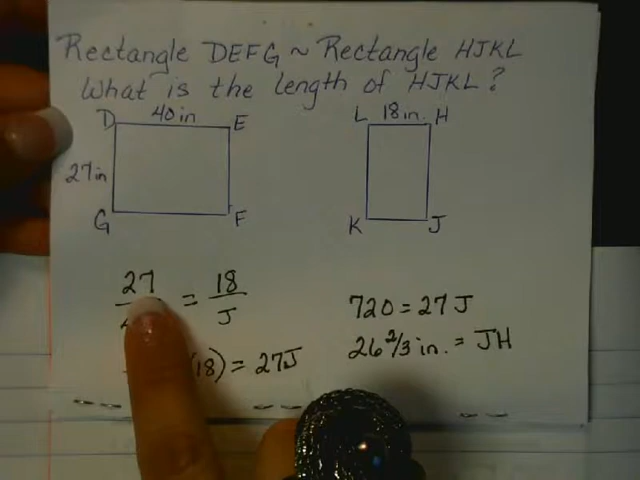 Rectangle DEFG ~ Rectangle HJKL
What is the length of HJKL?
D 40 in E
27 in
G F
L 18 in. H
K J
27 = 18
J
(18) = 27J
720 = 27 J
26 2/3 in. = JH